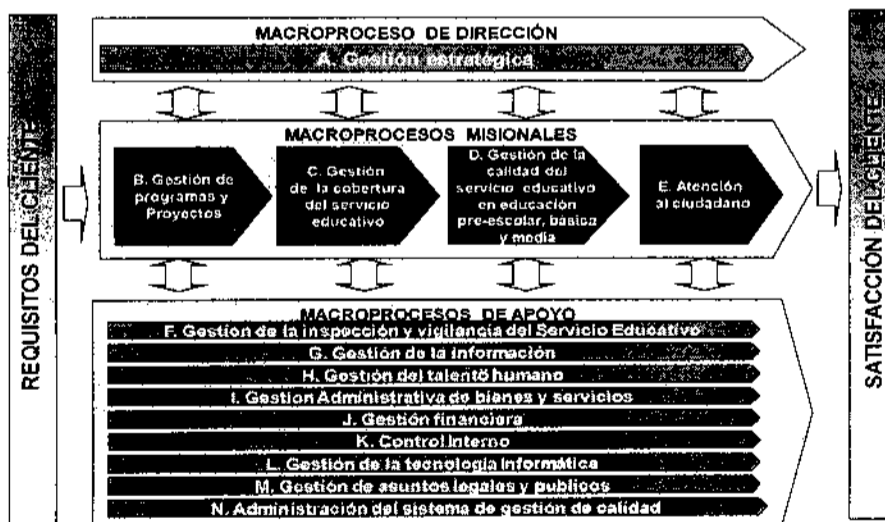 REQUISITOS DEL CLIENTE
MACROPROCESO DE DIRECCIÓN
A. Gestión estratégica
MACROPROCESOS MISIONALES
B. Gestión de
programas y
Proyectos
C. Gestión
de la cobertura
del servicio
educativo
D. Gestión de la
calidad del
servicio educativo
en educación
pre-escolar, básica
y media
E. Atención
al ciudadano
MACROPROCESOS DE APOYO
F. Gestión de la inspección y vigilancia del Servicio Educativo
G. Gestión de la información
H. Gestión del talento humano
I. Gestion Administrativa de bienes y servicios
J. Gestión financiera
K. Control Interno
L. Gestión de la tecnología Informática
M. Gestión de asuntos legales y publicos
N. Administración del sistema de gestión de calidad
SATISFACCIÓN DEL CLIENTE